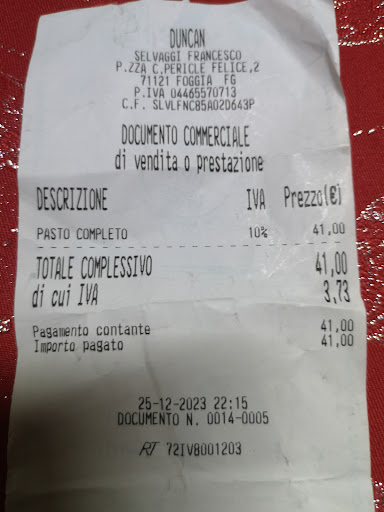 DUNCAN
SELVAGGI FRANCESCO
P.ZZA C.PERICLE FELICE,2
71121 FOGGIA FG
P.IVA 04465570713
C.F. SLVLFNC85A02D643P
DOCUMENTO COMMERCIALE
di vendita o prestazione
DESCRIZIONE IVA Prezzo(€)
PASTO COMPLETO 10% 41,00
TOTALE COMPLESSIVO 41,00
di cui IVA 3,73
Pagamento contante 41,00
Importo pagato 41,00
25-12-2023 22:15
DOCUMENTO N. 0014-0005
RT 72IV8001203